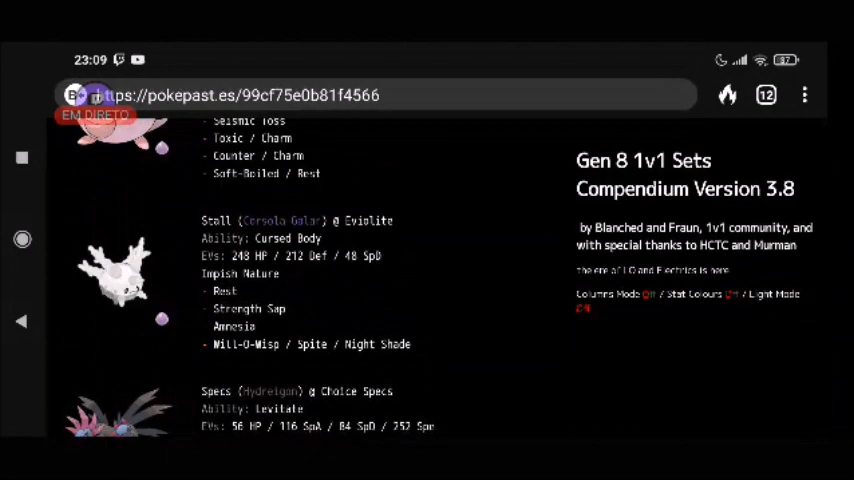 23:09
37
https://pokepast.es/99cf75e0b81f4566
12
EM DIRETO
- Seismic Toss
- Toxic / Charm
- Counter / Charm
- Soft-Boiled / Rest
Stall (Corsola-Galar) @ Eviolite
Ability: Cursed Body
EVs: 248 HP / 212 Def / 48 SpD
Impish Nature
- Rest
- Strength Sap
Amnesia
- Will-O-Wisp / Spite / Night Shade
Specs (Hydreigon) @ Choice Specs
Ability: Levitate
EVs: 56 HP / 116 SpA / 84 SpD / 252 Spe
Gen 8 1v1 Sets
Compendium Version 3.8
by Blanched and Fraun, 1v1 community, and
with special thanks to HCTC and Murman
the era of LO and Electrics is here
Columns Mode Off / Stat Colours Off / Light Mode
Off